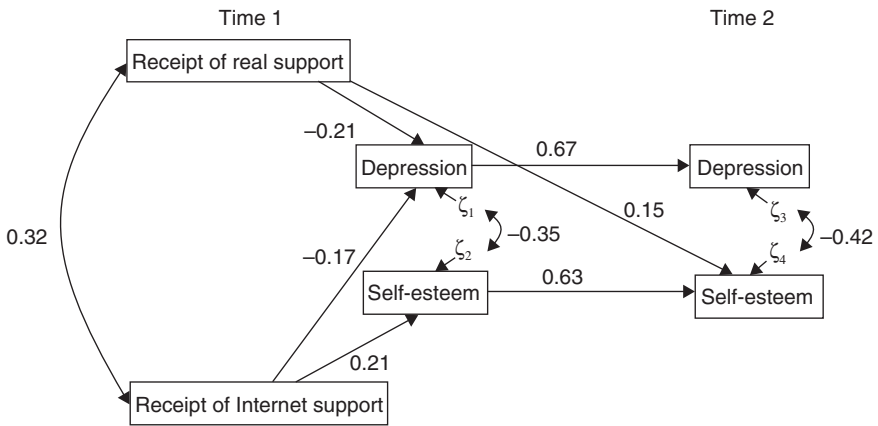 Time 1
Time 2
Receipt of real support
−0.21
0.67
Depression
Depression
0.32
ζ1
0.15
ζ3
−0.35
−0.42
−0.17
ζ2
ζ4
Self-esteem
0.63
Self-esteem
0.21
Receipt of Internet support